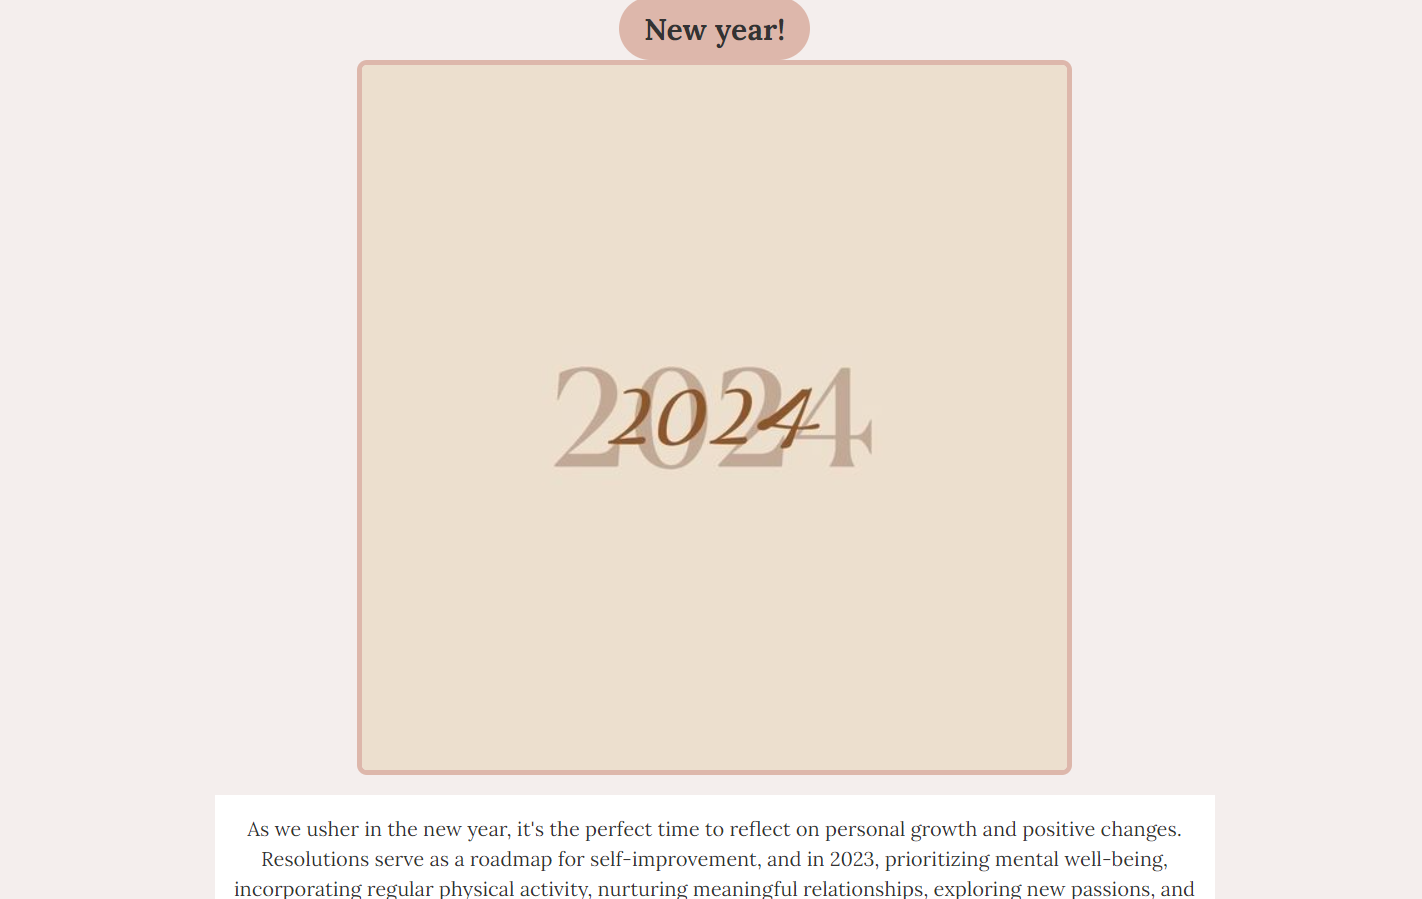 New year!
2024
2024
As we usher in the new year, it's the perfect time to reflect on personal growth and positive changes.
Resolutions serve as a roadmap for self-improvement, and in 2023, prioritizing mental well-being,
incorporating regular physical activity, nurturing meaningful relationships, exploring new passions, and